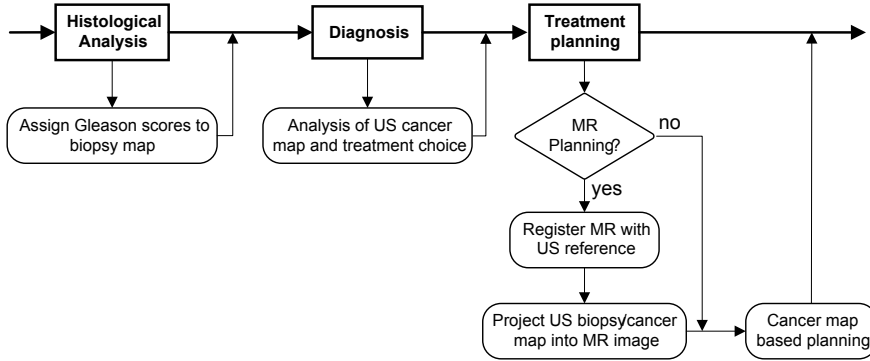 Histological
Analysis
Diagnosis
Treatment
planning
Assign Gleason scores to
biopsy map
Analysis of US cancer
map and treatment choice
MR
Planning?
no
yes
Register MR with
US reference
Project US biopsy/cancer
map into MR image
Cancer map
based planning